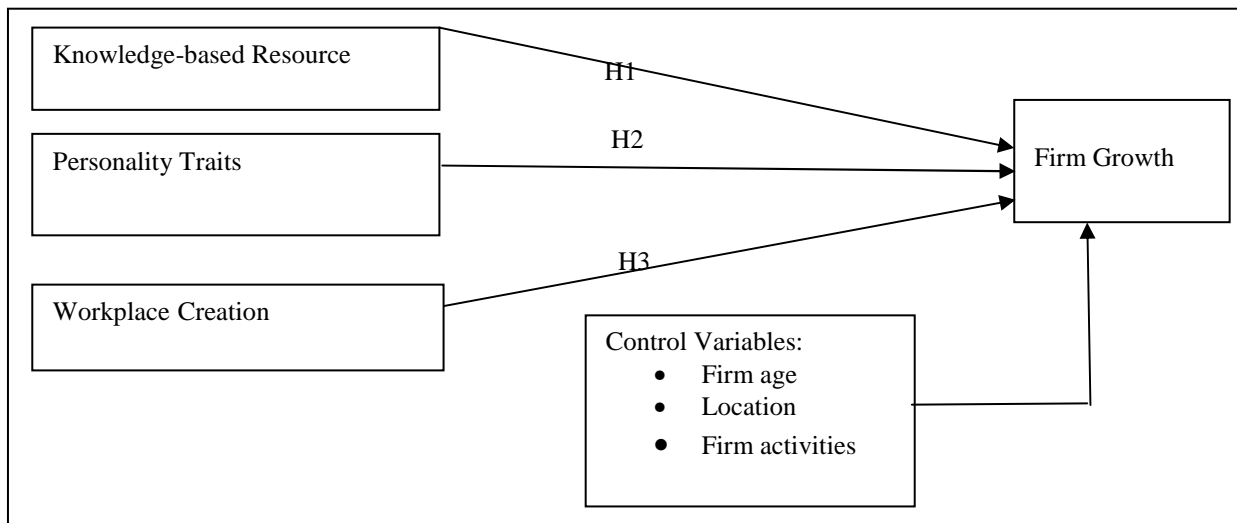 Knowledge-based Resource
H1
H2
Personality Traits
Firm Growth
H3
Workplace Creation
Control Variables:
• Firm age
• Location
• Firm activities